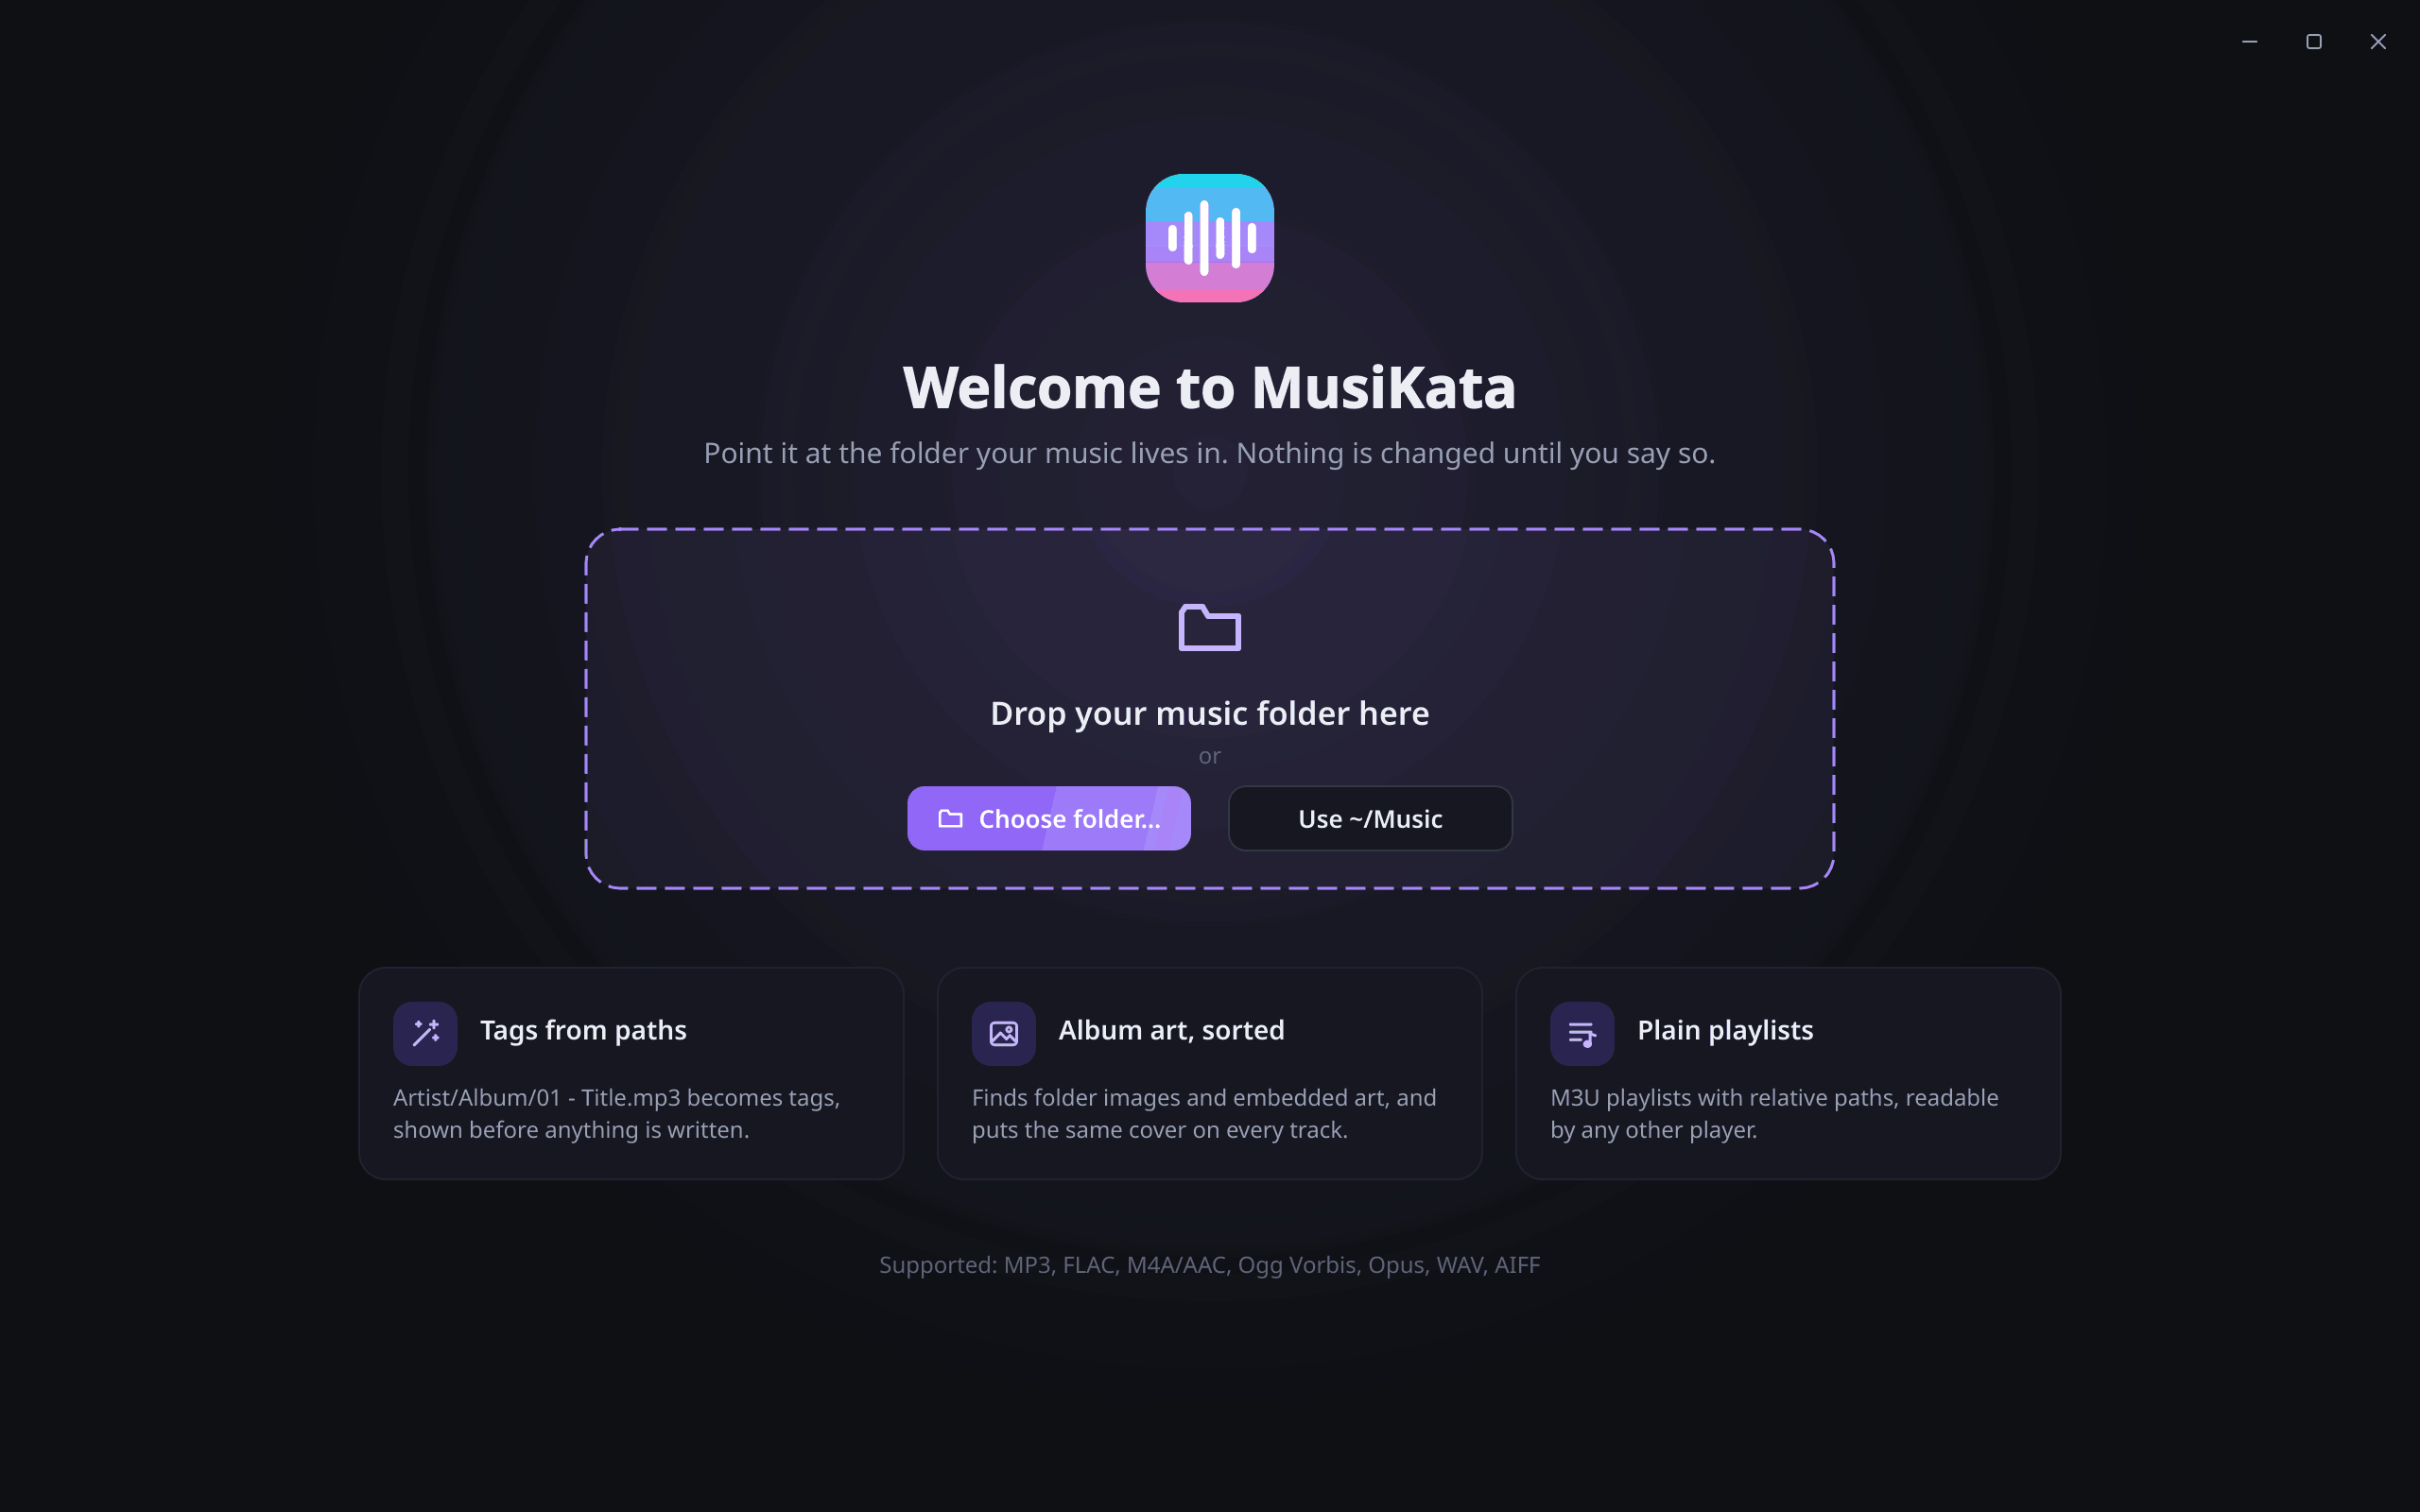 Welcome to MusiKata
Point it at the folder your music lives in. Nothing is changed until you say so.
Drop your music folder here
or
Choose folder...
Use ~/Music
Tags from paths
Artist/Album/01 - Title.mp3 becomes tags,
shown before anything is written.
Album art, sorted
Finds folder images and embedded art, and
puts the same cover on every track.
Plain playlists
M3U playlists with relative paths, readable
by any other player.
Supported: MP3, FLAC, M4A/AAC, Ogg Vorbis, Opus, WAV, AIFF